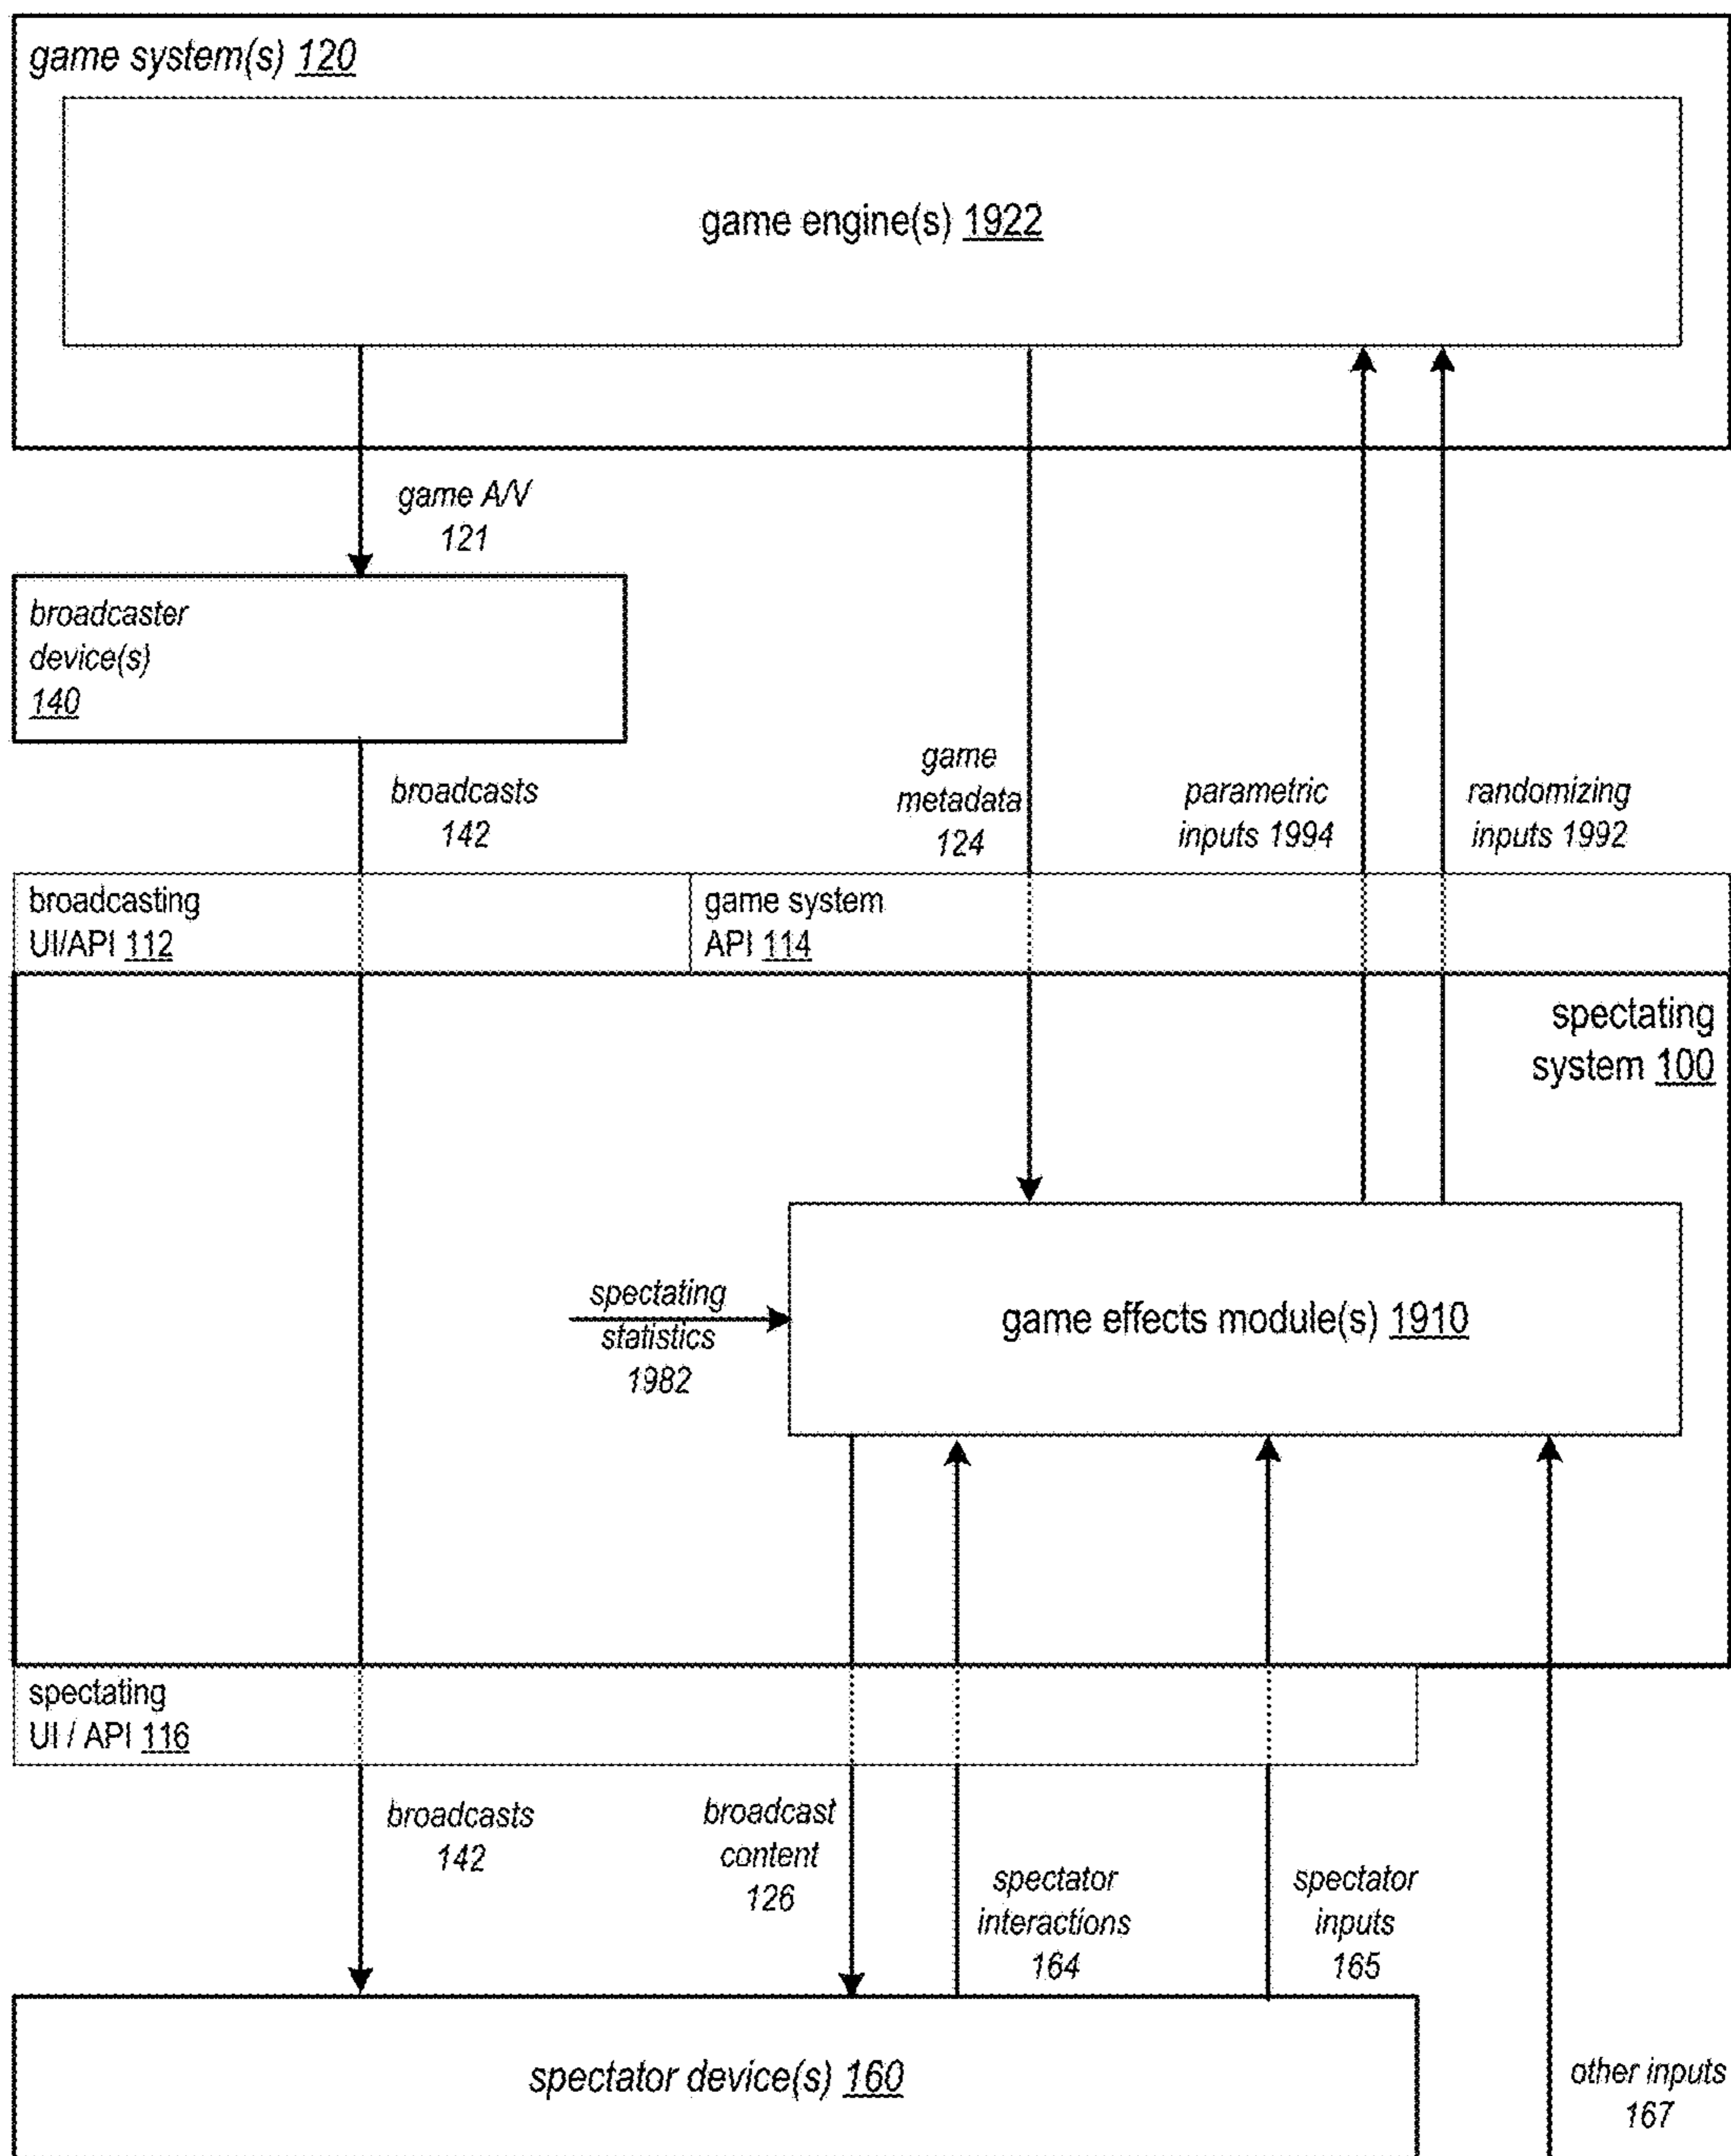 game system(s) 120
game engine(s) 1922
game A/V
121
broadcaster
device(s)
140
broadcasts
142
game
metadata
124
parametric
inputs 1994
randomizing
inputs 1992
broadcasting
UI/API 112
game system
API 114
spectating
system 100
spectating
statistics
1982
game effects module(s) 1910
spectating
UI / API 116
broadcasts
142
broadcast
content
126
spectator
interactions
164
spectator
inputs
165
spectator device(s) 160
other inputs
167